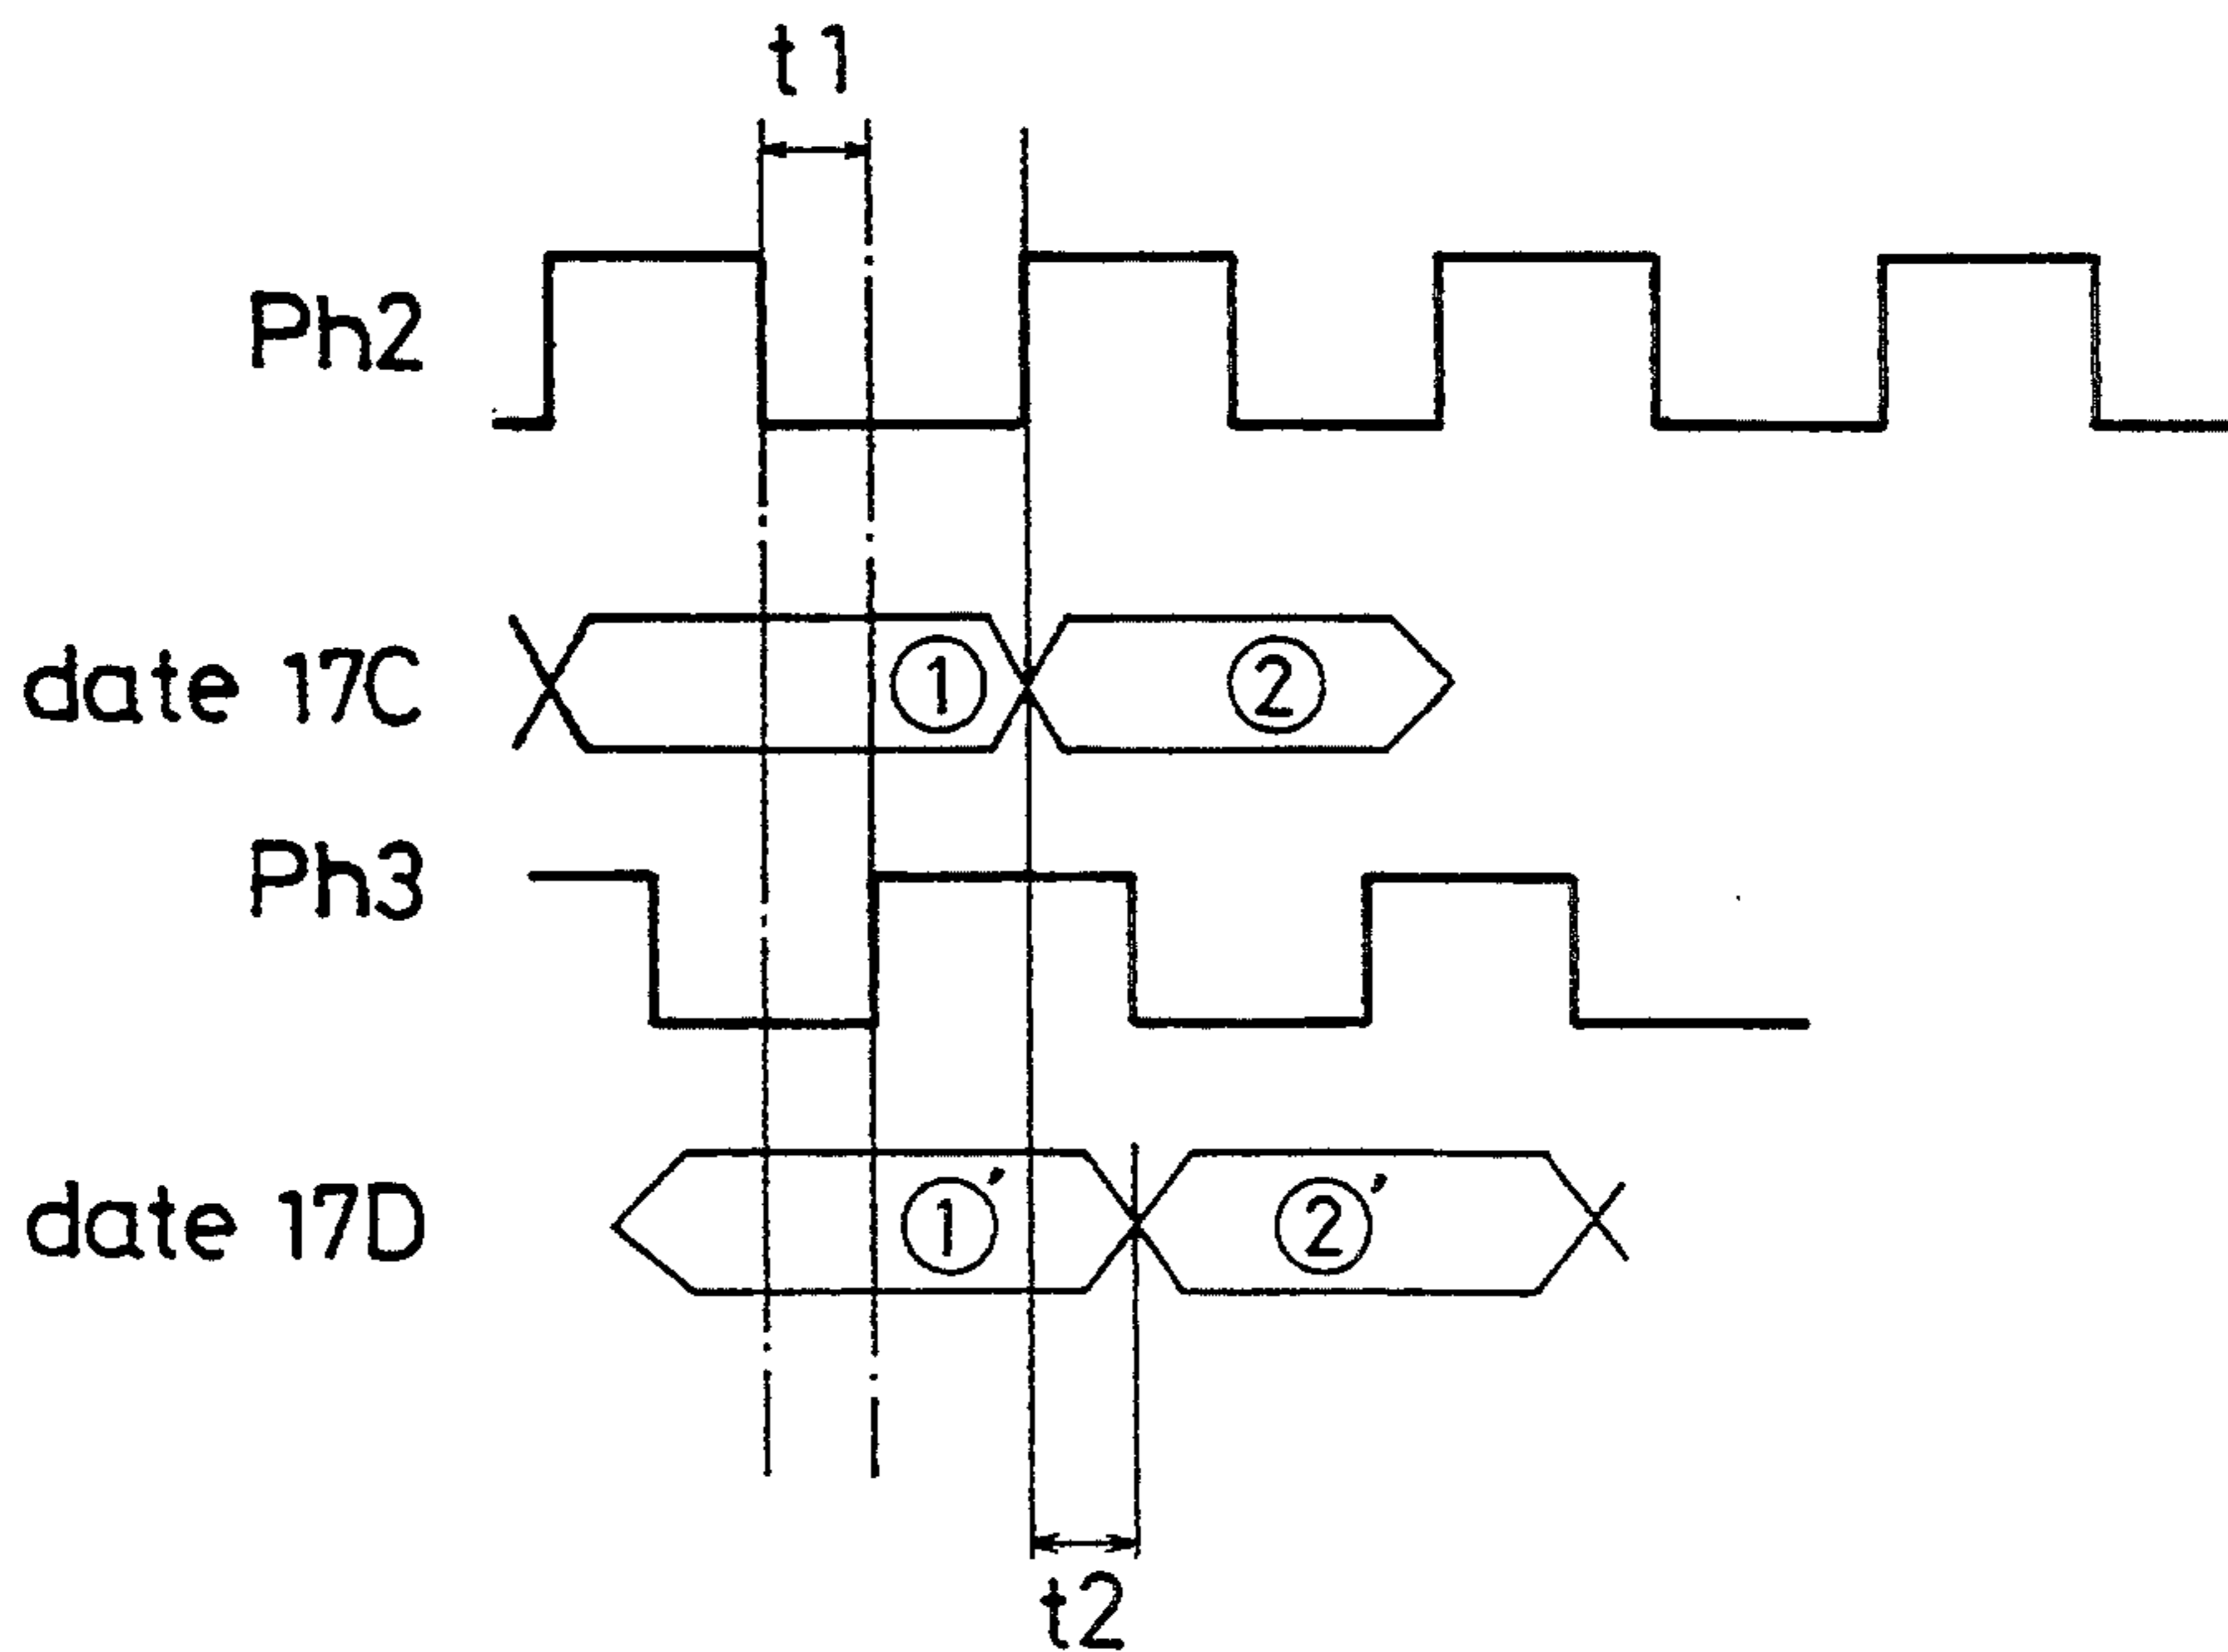 t1
Ph2
date 17C ① ②
Ph3
date 17D ①′ ②′
t2